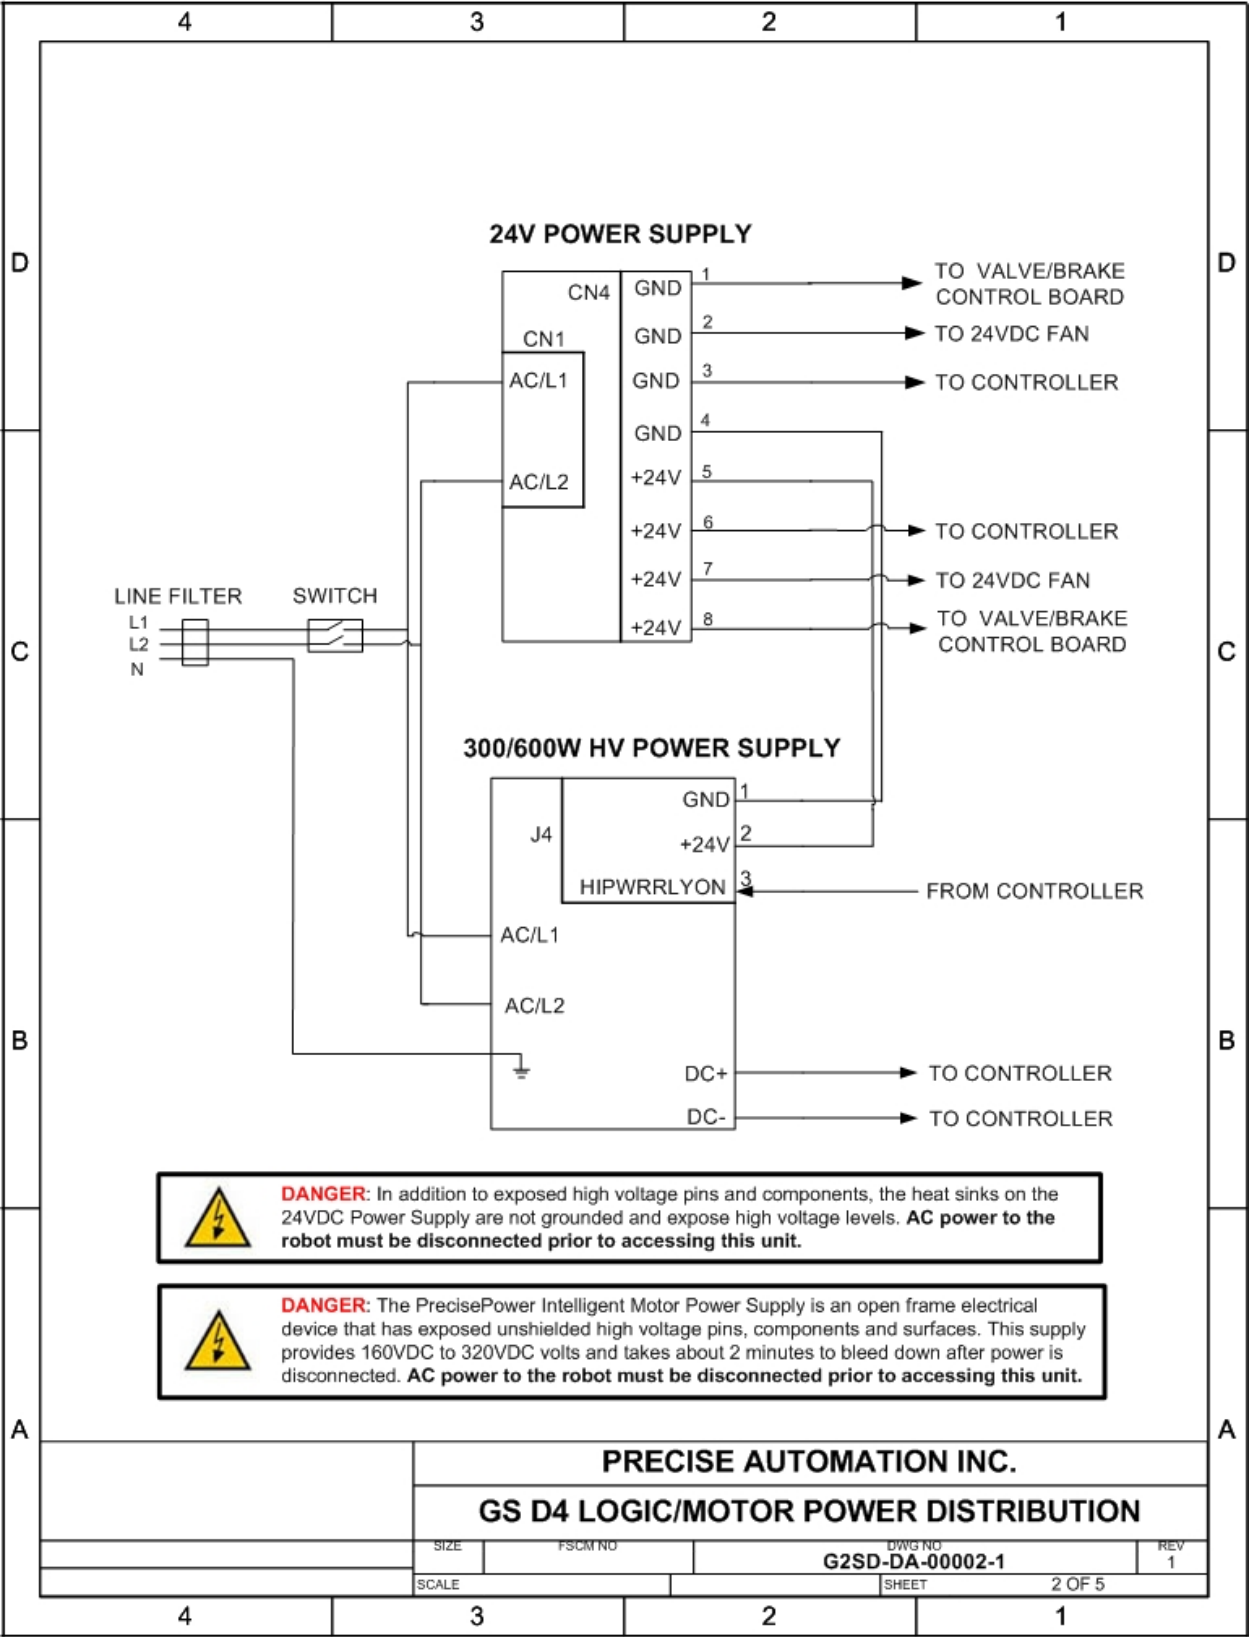 4 3 2 1
24V POWER SUPPLY
D
D
CN4
GND
1
TO VALVE/BRAKE
CONTROL BOARD
GND
2
TO 24VDC FAN
CN1
AC/L1
GND
3
TO CONTROLLER
GND
4
AC/L2
+24V
5
+24V
6
TO CONTROLLER
+24V
7
TO 24VDC FAN
+24V
8
TO VALVE/BRAKE
CONTROL BOARD
LINE FILTER
SWITCH
L1
L2
N
C
C
300/600W HV POWER SUPPLY
GND
1
J4
+24V
2
HIPWRRLYON
3
FROM CONTROLLER
AC/L1
AC/L2
B
B
DC+
TO CONTROLLER
DC-
TO CONTROLLER
DANGER: In addition to exposed high voltage pins and components, the heat sinks on the
24VDC Power Supply are not grounded and expose high voltage levels. AC power to the
robot must be disconnected prior to accessing this unit.
DANGER: The PrecisePower Intelligent Motor Power Supply is an open frame electrical
device that has exposed unshielded high voltage pins, components and surfaces. This supply
provides 160VDC to 320VDC volts and takes about 2 minutes to bleed down after power is
disconnected. AC power to the robot must be disconnected prior to accessing this unit.
A
A
PRECISE AUTOMATION INC.
GS D4 LOGIC/MOTOR POWER DISTRIBUTION
SIZE
FSCM NO
DWG NO
G2SD-DA-00002-1
REV
1
SCALE
SHEET
2 OF 5
4 3 2 1